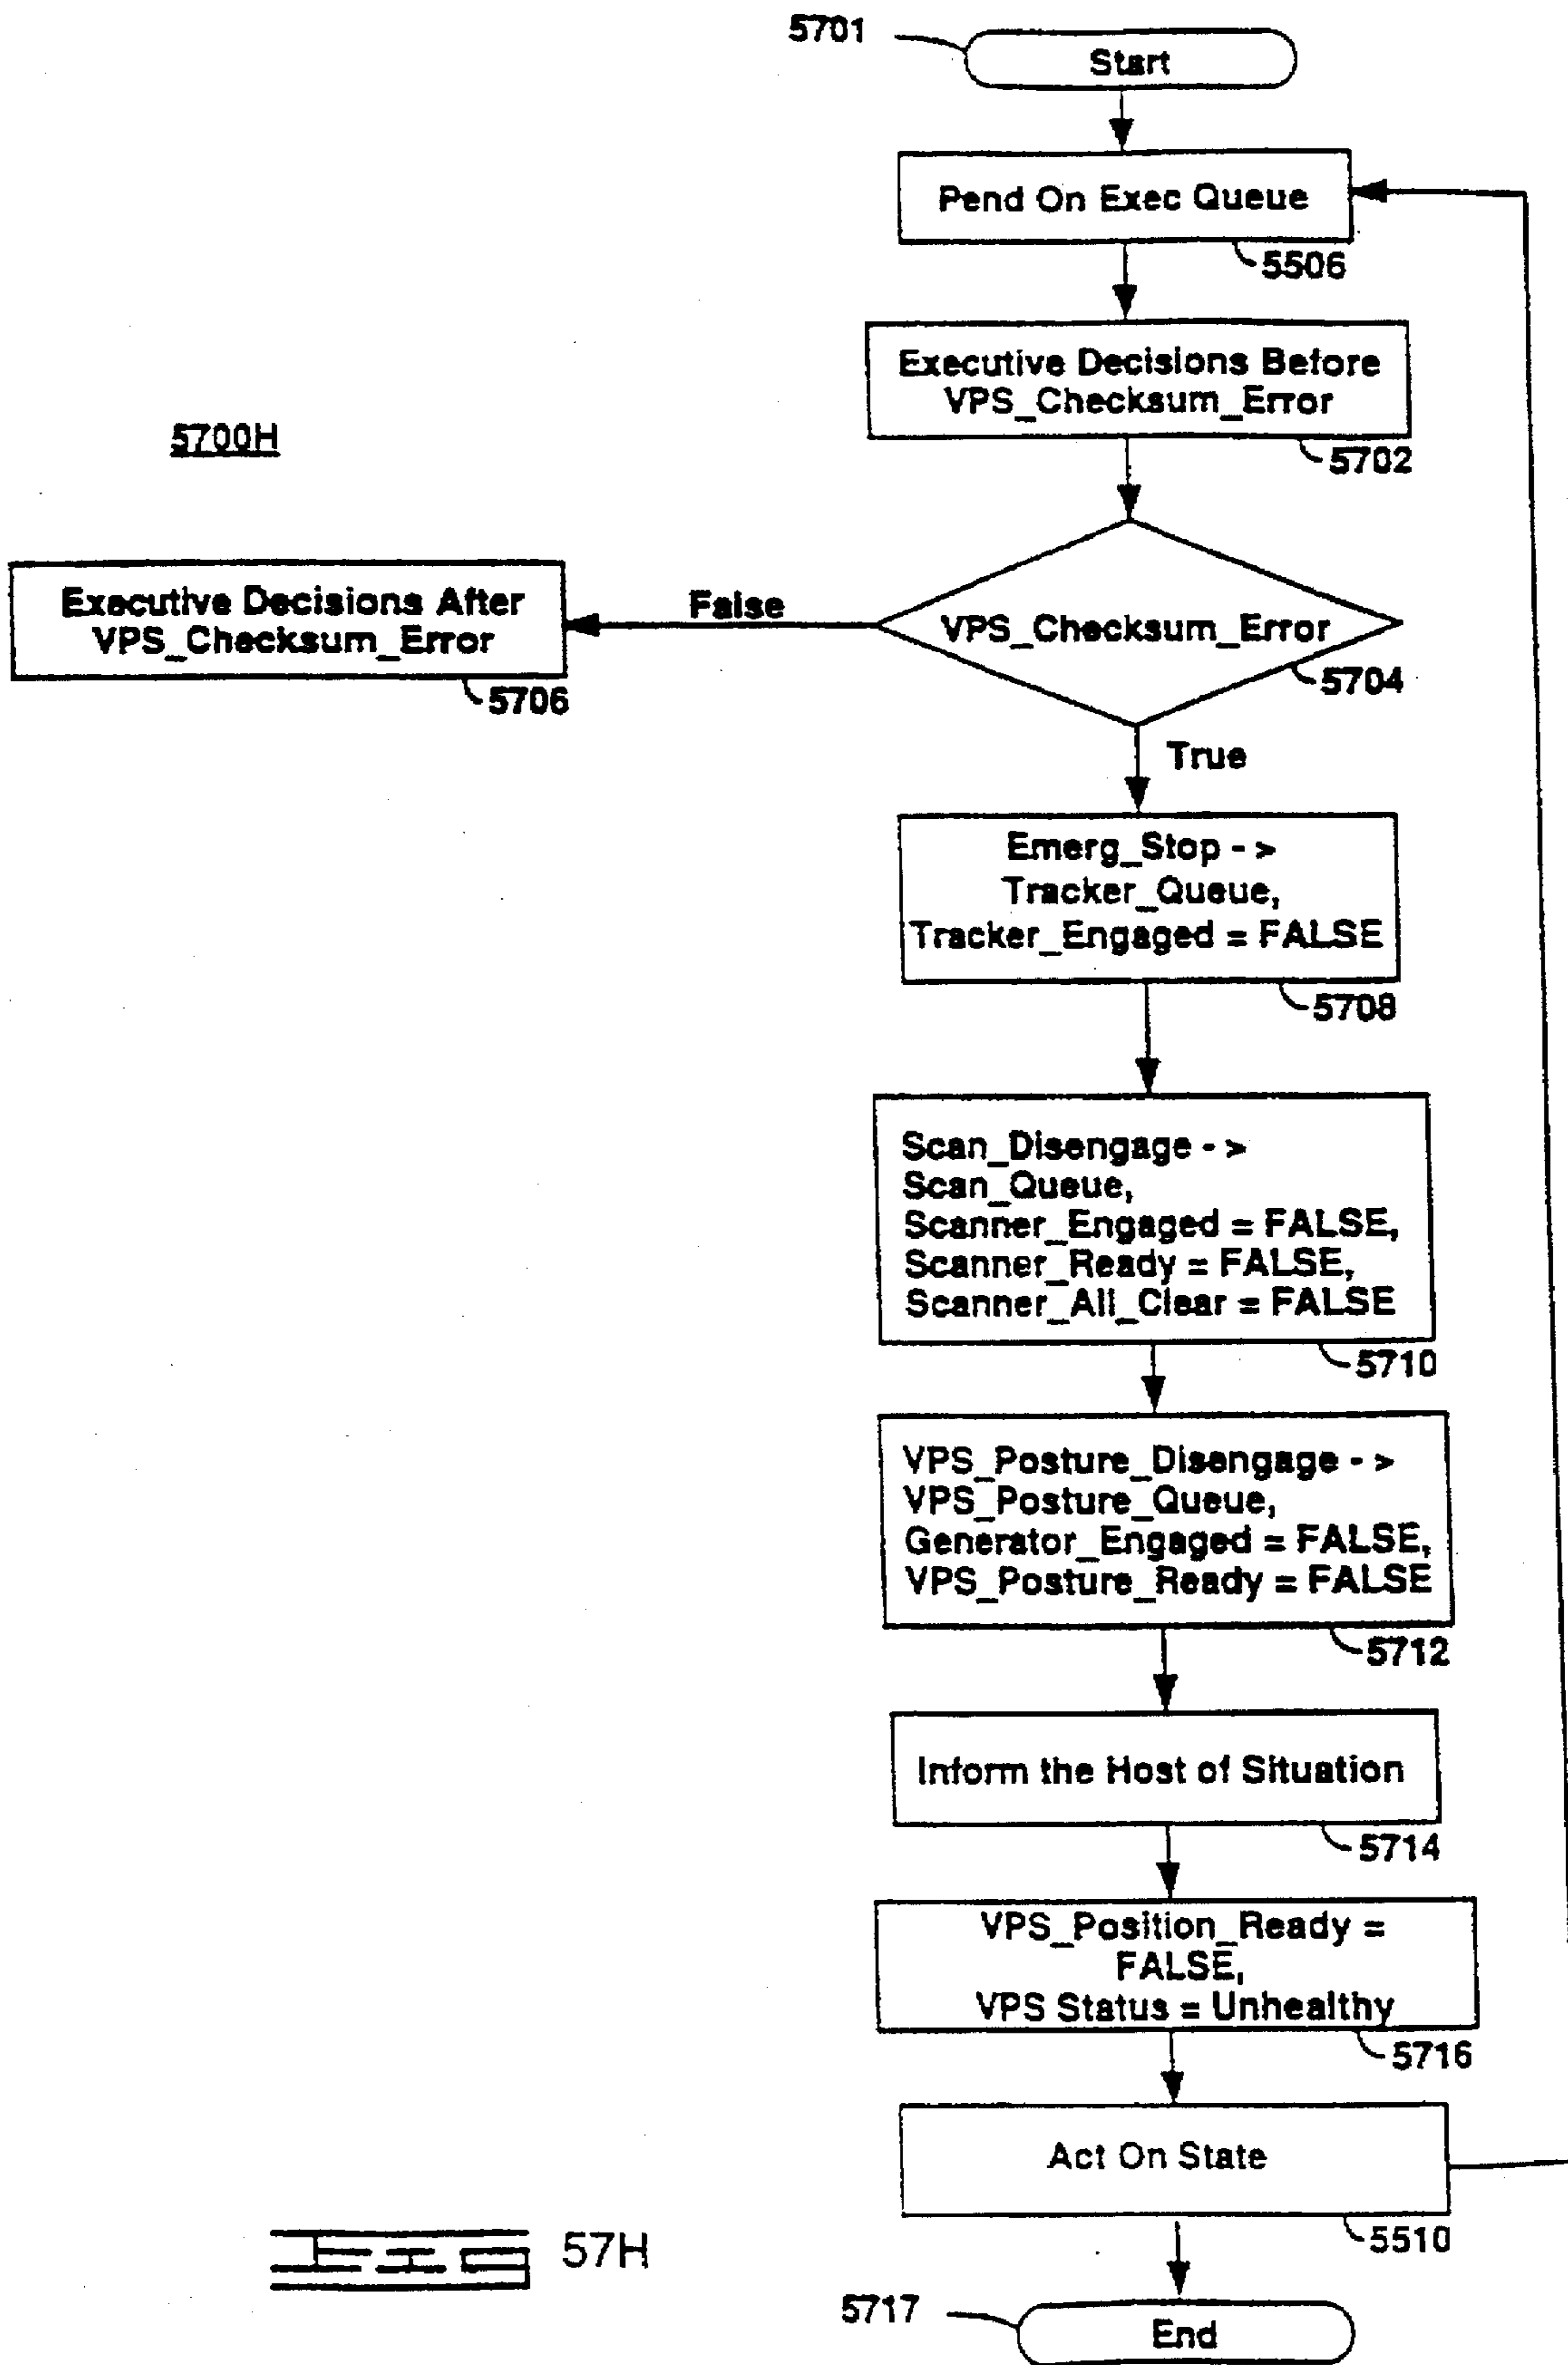 5701
Start
Pend On Exec Queue
5506
Executive Decisions Before
VPS_Checksum_Error
5702
5700H
Executive Decisions After
VPS_Checksum_Error
5706
False
VPS_Checksum_Error
5704
True
Emerg_Stop - >
Tracker_Queue,
Tracker_Engaged = FALSE
5708
Scan_Disengage - >
Scan_Queue,
Scanner_Engaged = FALSE,
Scanner_Ready = FALSE,
Scanner_All_Clear = FALSE
5710
VPS_Posture_Disengage - >
VPS_Posture_Queue,
Generator_Engaged = FALSE,
VPS_Posture_Ready = FALSE
5712
Inform the Host of Situation
5714
VPS_Position_Ready =
FALSE,
VPS Status = Unhealthy
5716
Act On State
5510
FIG 57H
5717
End